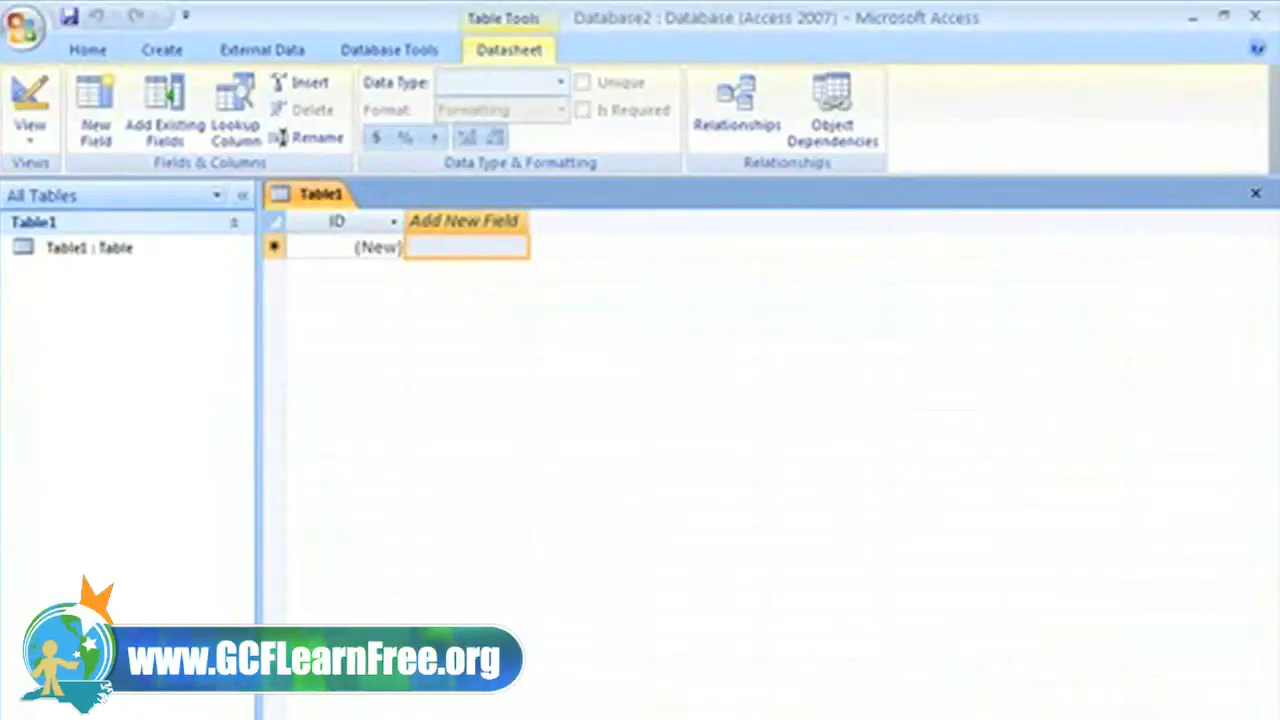 Table Tools Database2 : Database (Access 2007) - Microsoft Access
Home Create External Data Database Tools Datasheet
View
Views
New Field
Add Existing Fields
Lookup Column
Insert
Delete
Rename
Fields & Columns
Data Type:
Format: Formatting
$ % ,
Unique
Is Required
Data Type & Formatting
Relationships
Object Dependencies
Relationships
All Tables
Table1
Table1 : Table
Table1
ID Add New Field
(New)
www.GCFLearnFree.org